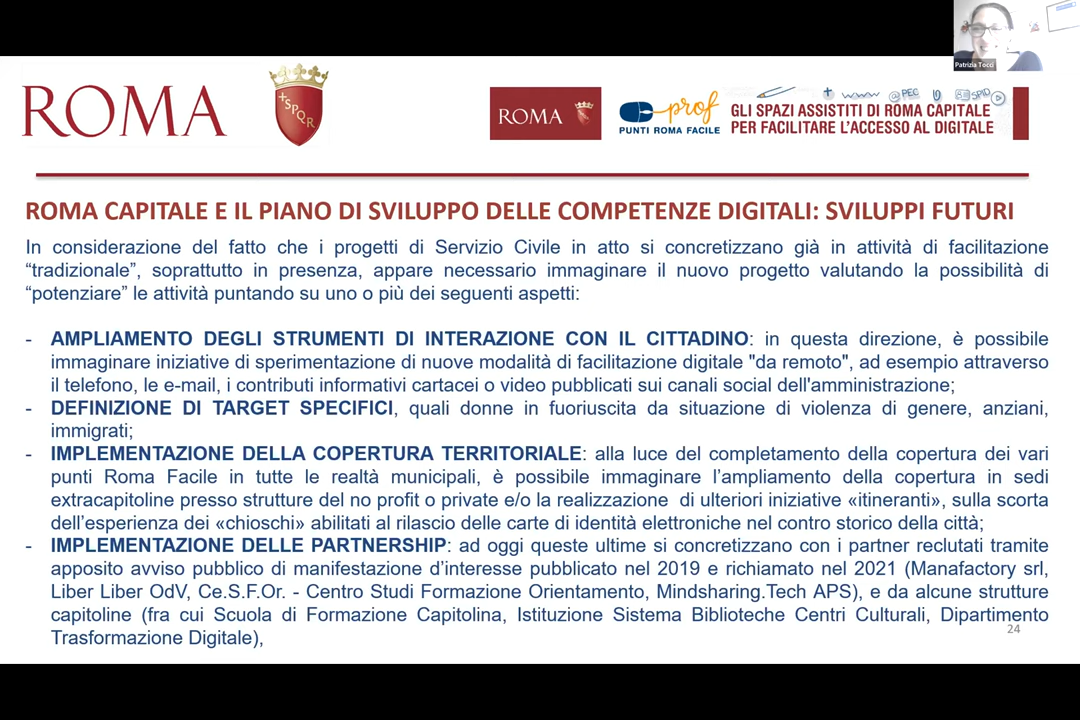 Patrizia Tocci
ROMA
SPQR
ROMA
prof
PUNTI ROMA FACILE
www @PEC SPID
GLI SPAZI ASSISTITI DI ROMA CAPITALE
PER FACILITARE L'ACCESSO AL DIGITALE
ROMA CAPITALE E IL PIANO DI SVILUPPO DELLE COMPETENZE DIGITALI: SVILUPPI FUTURI
In considerazione del fatto che i progetti di Servizio Civile in atto si concretizzano già in attività di facilitazione
“tradizionale”, soprattutto in presenza, appare necessario immaginare il nuovo progetto valutando la possibilità di
“potenziare” le attività puntando su uno o più dei seguenti aspetti:
- AMPLIAMENTO DEGLI STRUMENTI DI INTERAZIONE CON IL CITTADINO: in questa direzione, è possibile
immaginare iniziative di sperimentazione di nuove modalità di facilitazione digitale "da remoto", ad esempio attraverso
il telefono, le e-mail, i contributi informativi cartacei o video pubblicati sui canali social dell'amministrazione;
- DEFINIZIONE DI TARGET SPECIFICI, quali donne in fuoriuscita da situazione di violenza di genere, anziani,
immigrati;
- IMPLEMENTAZIONE DELLA COPERTURA TERRITORIALE: alla luce del completamento della copertura dei vari
punti Roma Facile in tutte le realtà municipali, è possibile immaginare l’ampliamento della copertura in sedi
extracapitoline presso strutture del no profit o private e/o la realizzazione di ulteriori iniziative «itineranti», sulla scorta
dell’esperienza dei «chioschi» abilitati al rilascio delle carte di identità elettroniche nel contro storico della città;
- IMPLEMENTAZIONE DELLE PARTNERSHIP: ad oggi queste ultime si concretizzano con i partner reclutati tramite
apposito avviso pubblico di manifestazione d’interesse pubblicato nel 2019 e richiamato nel 2021 (Manafactory srl,
Liber Liber OdV, Ce.S.F.Or. - Centro Studi Formazione Orientamento, Mindsharing.Tech APS), e da alcune strutture
capitoline (fra cui Scuola di Formazione Capitolina, Istituzione Sistema Biblioteche Centri Culturali, Dipartimento
Trasformazione Digitale),
24